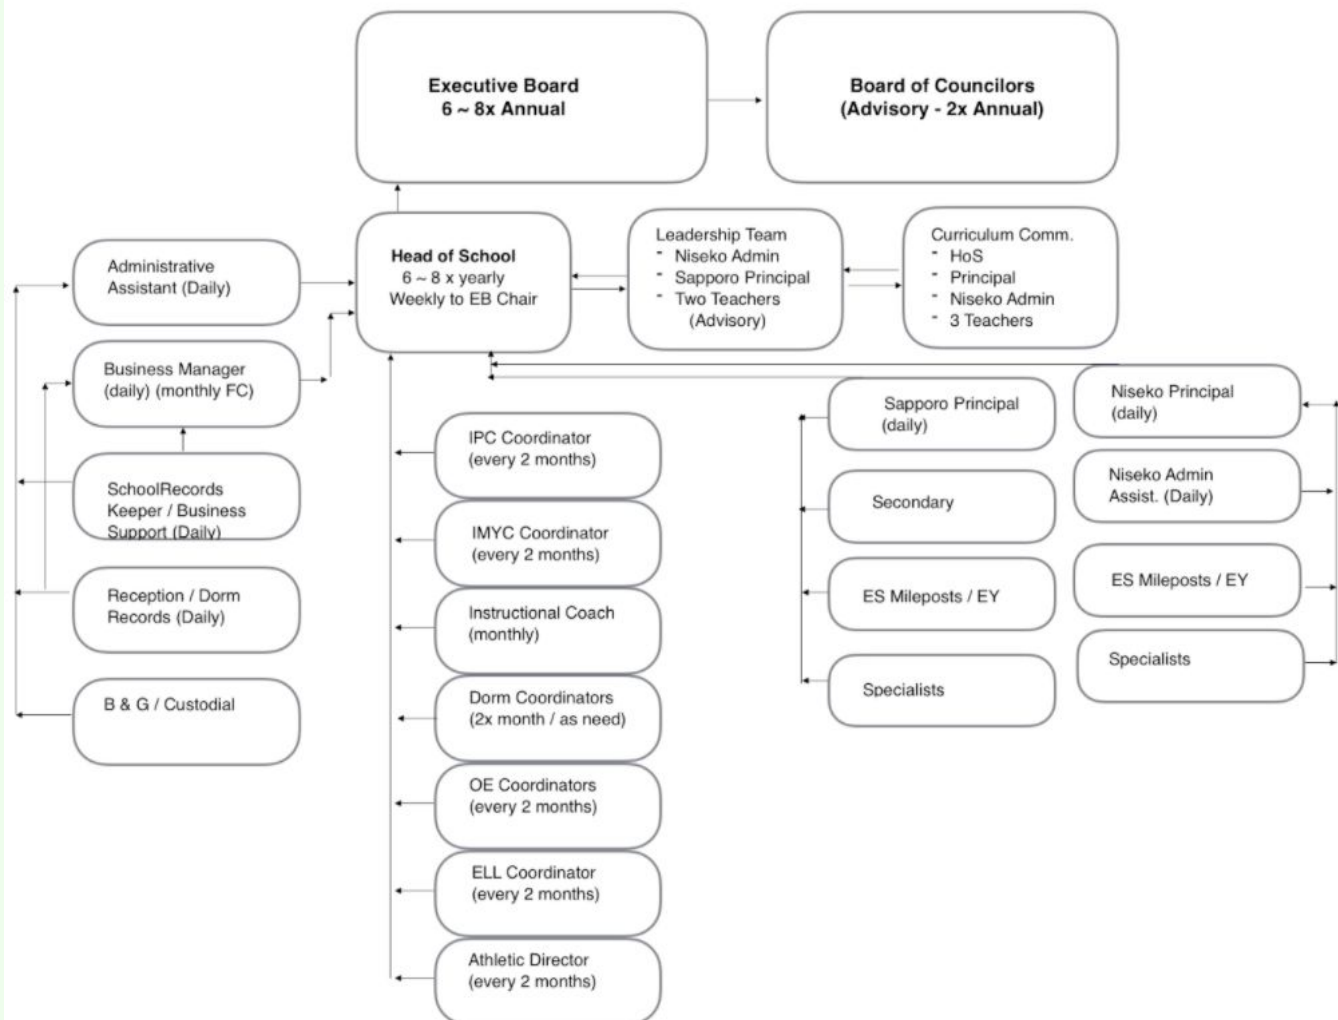 Executive Board
6 ~ 8x Annual
Board of Councilors
(Advisory - 2x Annual)
Administrative
Assistant (Daily)
Head of School
6 ~ 8 x yearly
Weekly to EB Chair
Leadership Team
- Niseko Admin
- Sapporo Principal
- Two Teachers
(Advisory)
Curriculum Comm.
- HoS
- Principal
- Niseko Admin
- 3 Teachers
Business Manager
(daily) (monthly FC)
SchoolRecords
Keeper / Business
Support (Daily)
Reception / Dorm
Records (Daily)
B & G / Custodial
IPC Coordinator
(every 2 months)
IMYC Coordinator
(every 2 months)
Instructional Coach
(monthly)
Dorm Coordinators
(2x month / as need)
OE Coordinators
(every 2 months)
ELL Coordinator
(every 2 months)
Athletic Director
(every 2 months)
Sapporo Principal
(daily)
Secondary
ES Mileposts / EY
Specialists
Niseko Principal
(daily)
Niseko Admin
Assist. (Daily)
ES Mileposts / EY
Specialists